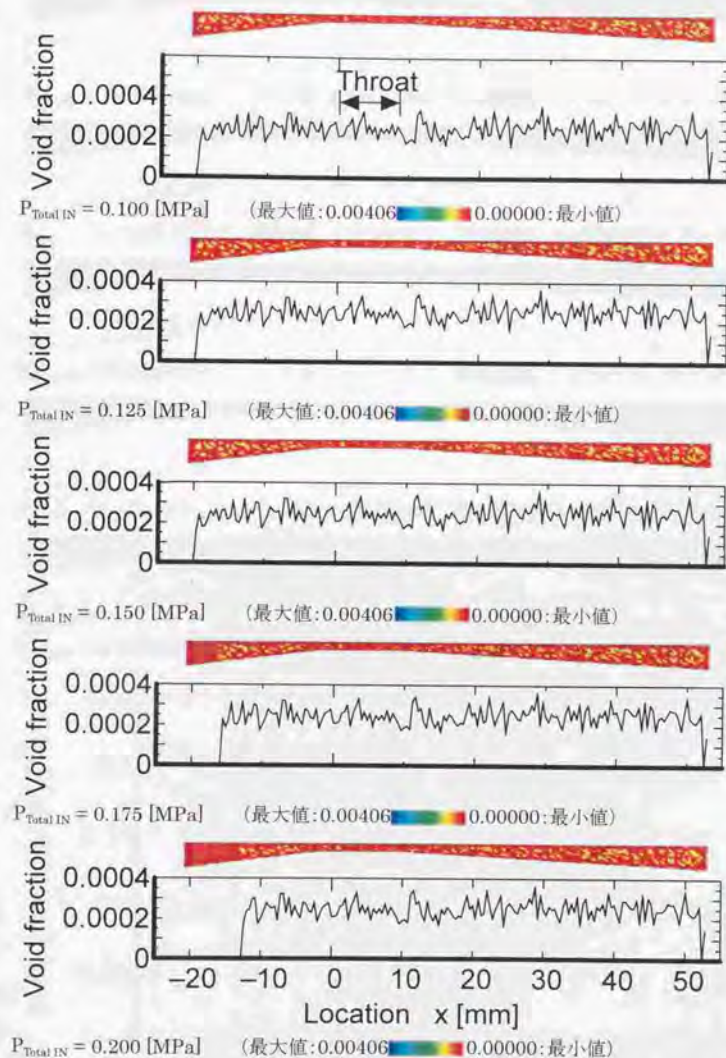 Void fraction
0.0004
0.0002
0
Throat
P Total IN = 0.100 [MPa] (最大値:0.00406 0.00000:最小値)
Void fraction
0.0004
0.0002
0
P Total IN = 0.125 [MPa] (最大値:0.00406 0.00000:最小値)
Void fraction
0.0004
0.0002
0
P Total IN = 0.150 [MPa] (最大値:0.00406 0.00000:最小値)
Void fraction
0.0004
0.0002
0
P Total IN = 0.175 [MPa] (最大値:0.00406 0.00000:最小値)
Void fraction
0.0004
0.0002
0
−20 −10 0 10 20 30 40 50
Location x [mm]
P Total IN = 0.200 [MPa] (最大値:0.00406 0.00000:最小値)